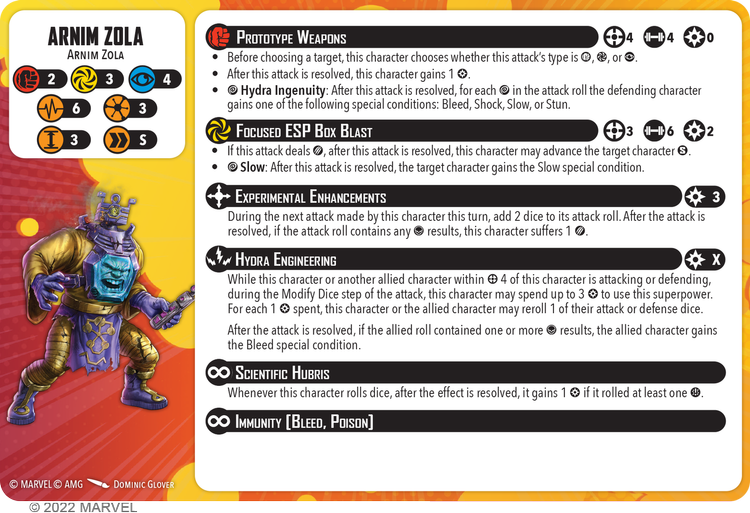 ARNIM ZOLA
ARNIM ZOLA
2 3 4
6 3
3 S
PROTOTYPE WEAPONS 4 4 0
• Before choosing a target, this character chooses whether this attack's type is , , or .
• After this attack is resolved, this character gains 1 .
• Hydra Ingenuity: After this attack is resolved, for each in the attack roll the defending character
gains one of the following special conditions: Bleed, Shock, Slow, or Stun.
FOCUSED ESP BOX BLAST 3 6 2
• If this attack deals , after this attack is resolved, this character may advance the target character S.
• Slow: After this attack is resolved, the target character gains the Slow special condition.
EXPERIMENTAL ENHANCEMENTS 3
During the next attack made by this character this turn, add 2 dice to its attack roll. After the attack is
resolved, if the attack roll contains any results, this character suffers 1 .
HYDRA ENGINEERING X
While this character or another allied character within 4 of this character is attacking or defending,
during the Modify Dice step of the attack, this character may spend up to 3 to use this superpower.
For each 1 spent, this character or the allied character may reroll 1 of their attack or defense dice.
After the attack is resolved, if the allied roll contained one or more results, the allied character gains
the Bleed special condition.
SCIENTIFIC HUBRIS
Whenever this character rolls dice, after the effect is resolved, it gains 1 if it rolled at least one .
IMMUNITY [BLEED, POISON]
© MARVEL © AMG DOMINIC GLOVER
© 2022 MARVEL